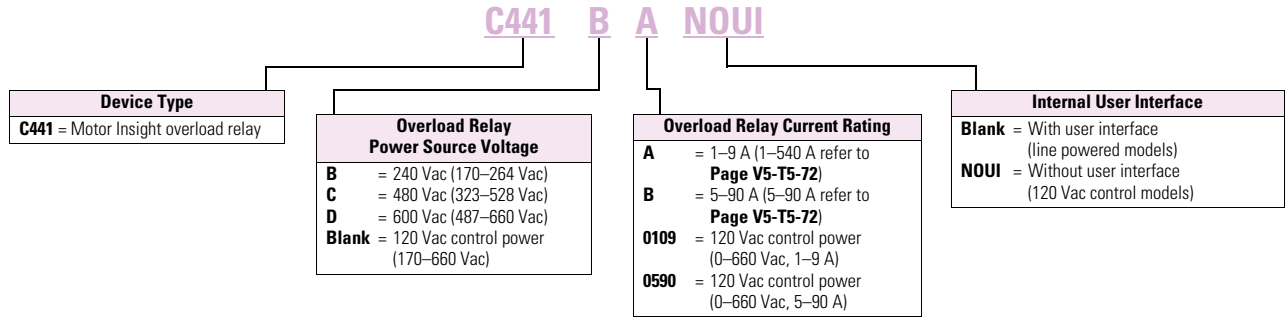 C441 B A NOUI
Device Type
C441 = Motor Insight overload relay
Overload Relay
Power Source Voltage
B = 240 Vac (170–264 Vac)
C = 480 Vac (323–528 Vac)
D = 600 Vac (487–660 Vac)
Blank = 120 Vac control power
(170–660 Vac)
Overload Relay Current Rating
A = 1–9 A (1–540 A refer to
Page V5-T5-72)
B = 5–90 A (5–90 A refer to
Page V5-T5-72)
0109 = 120 Vac control power
(0–660 Vac, 1–9 A)
0590 = 120 Vac control power
(0–660 Vac, 5–90 A)
Internal User Interface
Blank = With user interface
(line powered models)
NOUI = Without user interface
(120 Vac control models)